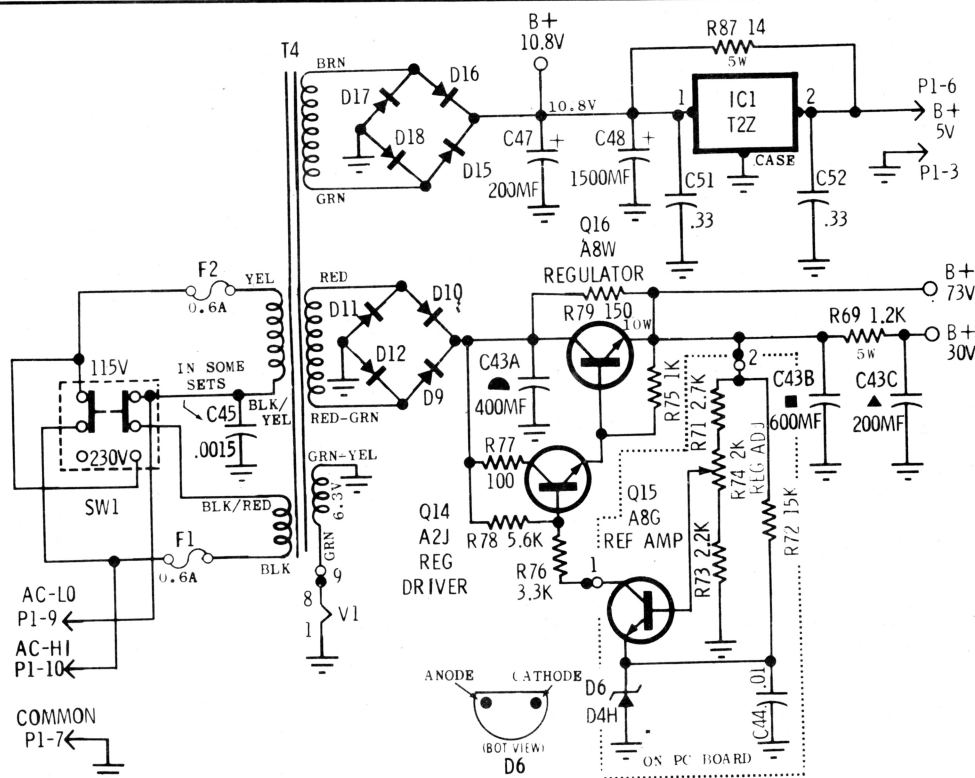 B+
10.8V
T4
BRN
D16
D17
D18
D15
GRN
10.8V
C47
+
200MF
C48
+
1500MF
R87 14
5W
1
IC1
T2Z
2
CASE
C51
.33
C52
.33
P1-6
B+
5V
P1-3
F2
0.6A
YEL
RED
D11
D10
D12
D9
RED-GRN
Q16
A8W
REGULATOR
R79 150
10W
C43A
400MF
R75 1K
B+
73V
R69 1.2K
5W
B+
30V
2
C43B
600MF
C43C
200MF
115V
IN SOME
SETS
C45
.0015
BLK/
YEL
230V
SW1
BLK/RED
F1
0.6A
BLK
GRN-YEL
6.3V
GRN
9
8
1
V1
R77
100
Q14
A2J
REG
DRIVER
R78 5.6K
R76
3.3K
1
Q15
A8G
REF AMP
R71 2.7K
R74 2K
REG ADJ
R73 2.2K
R72 15K
AC-LO
P1-9
AC-HI
P1-10
COMMON
P1-7
ANODE
CATHODE
(BOT VIEW)
D6
D6
D4H
C44 .01
ON PC BOARD